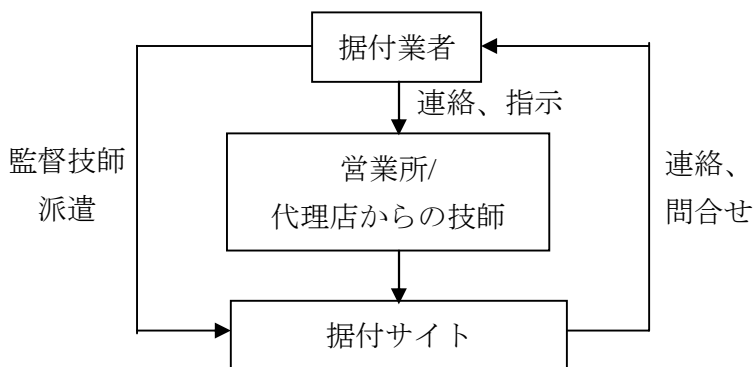 据付業者
連絡、指示
監督技師
派遣
営業所/
代理店からの技師
連絡、
問合せ
据付サイト